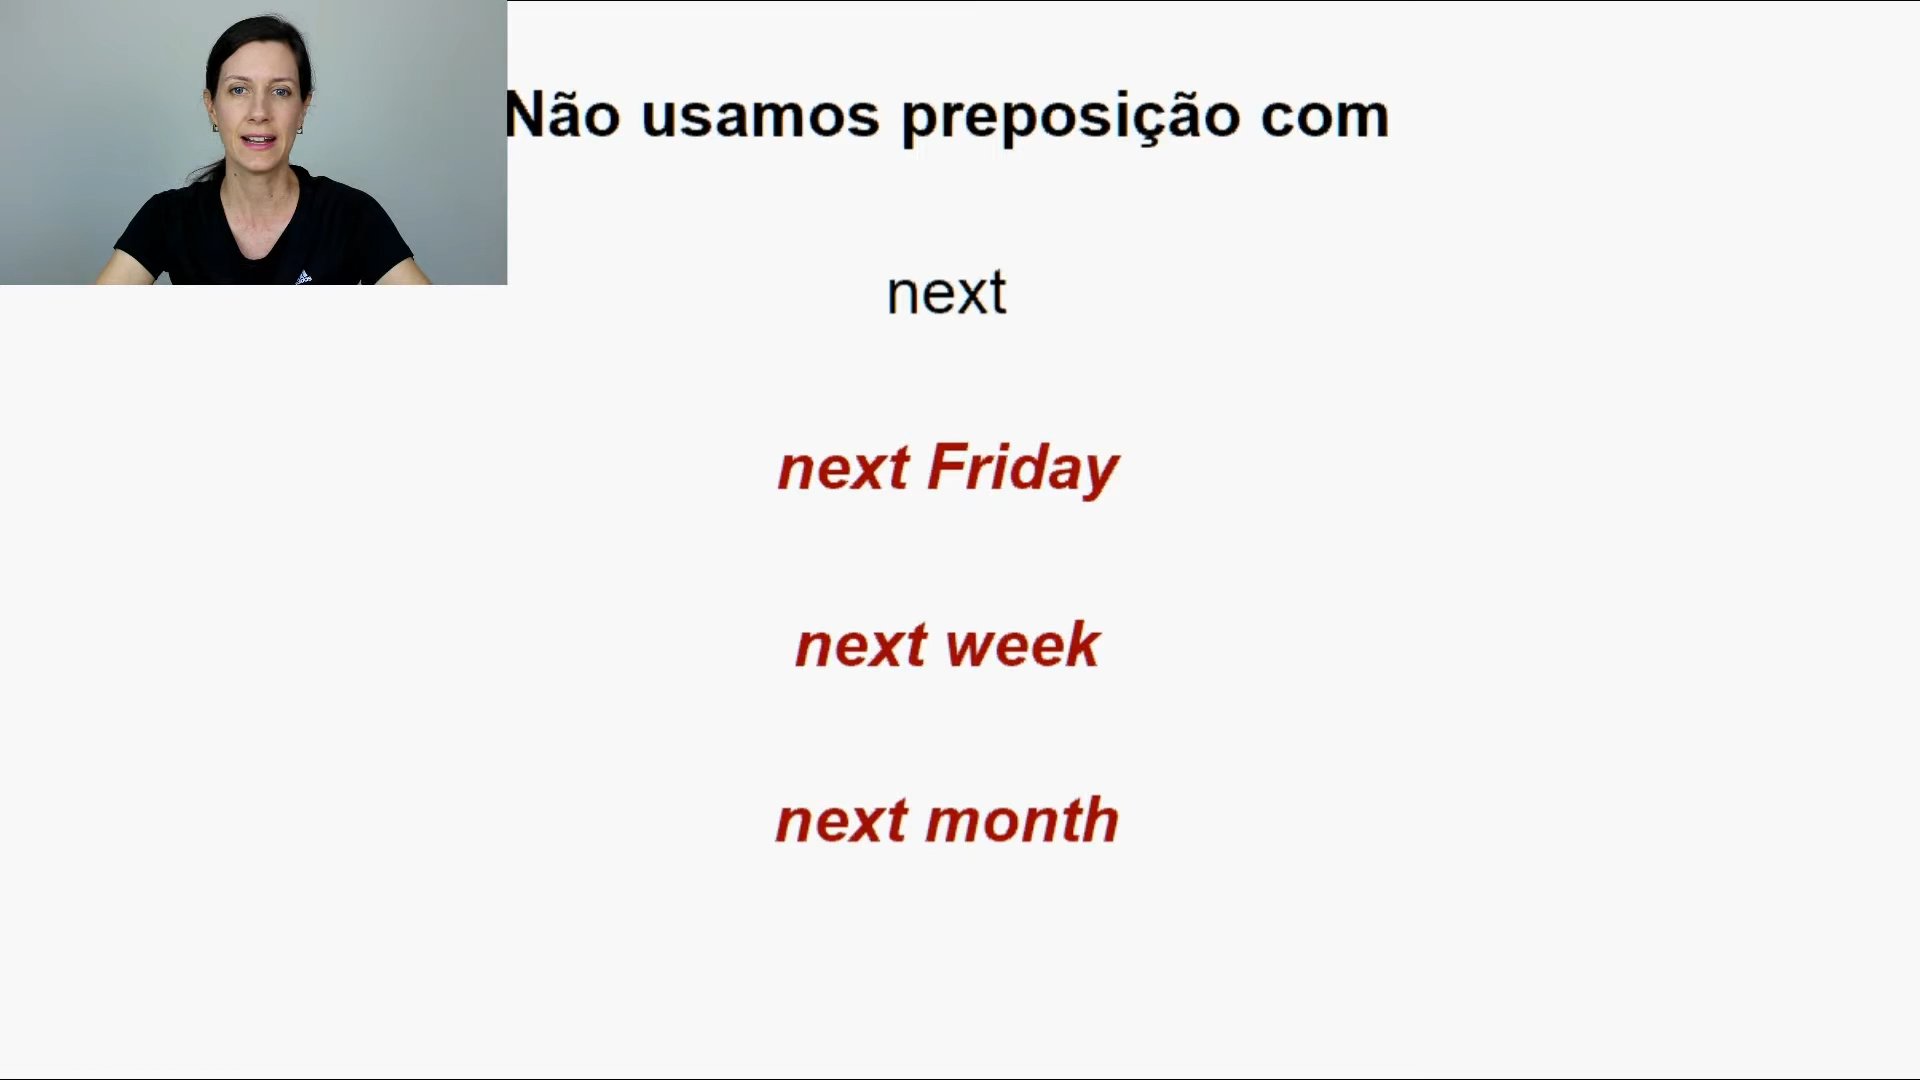 Não usamos preposição com
next
next Friday
next week
next month